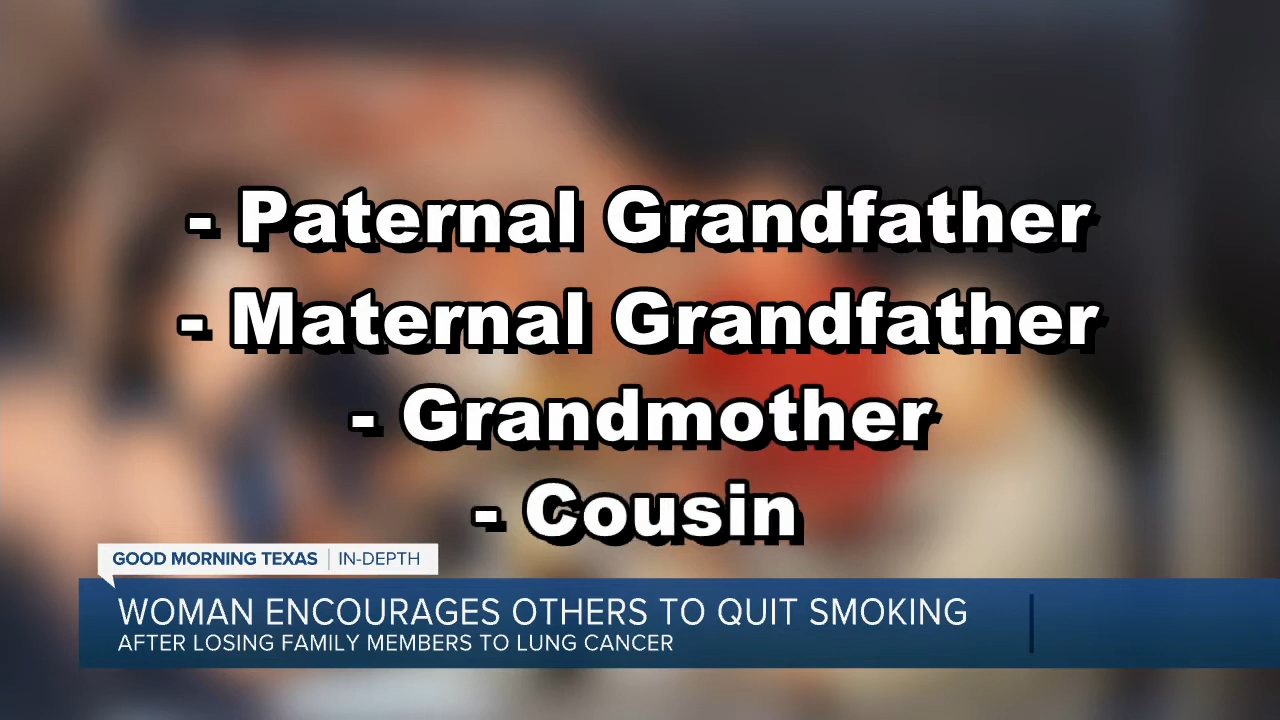 - Paternal Grandfather
- Maternal Grandfather
- Grandmother
- Cousin
GOOD MORNING TEXAS | IN-DEPTH
WOMAN ENCOURAGES OTHERS TO QUIT SMOKING
AFTER LOSING FAMILY MEMBERS TO LUNG CANCER